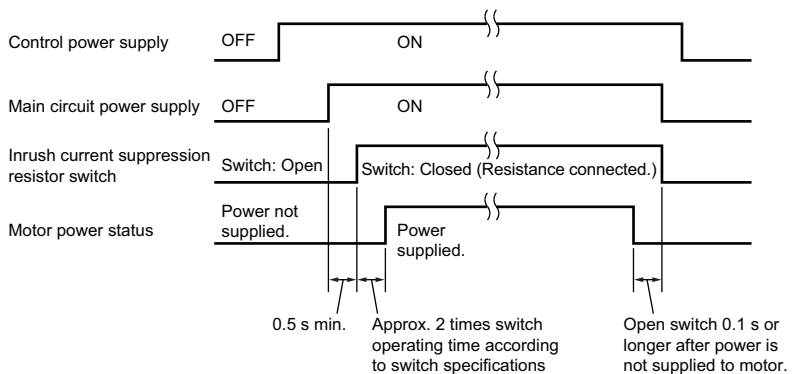 Control power supply
OFF
ON
Main circuit power supply
OFF
ON
Inrush current suppression
resistor switch
Switch: Open
Switch: Closed (Resistance connected.)
Motor power status
Power not
supplied.
Power
supplied.
0.5 s min.
Approx. 2 times switch
operating time according
to switch specifications
Open switch 0.1 s or
longer after power is
not supplied to motor.